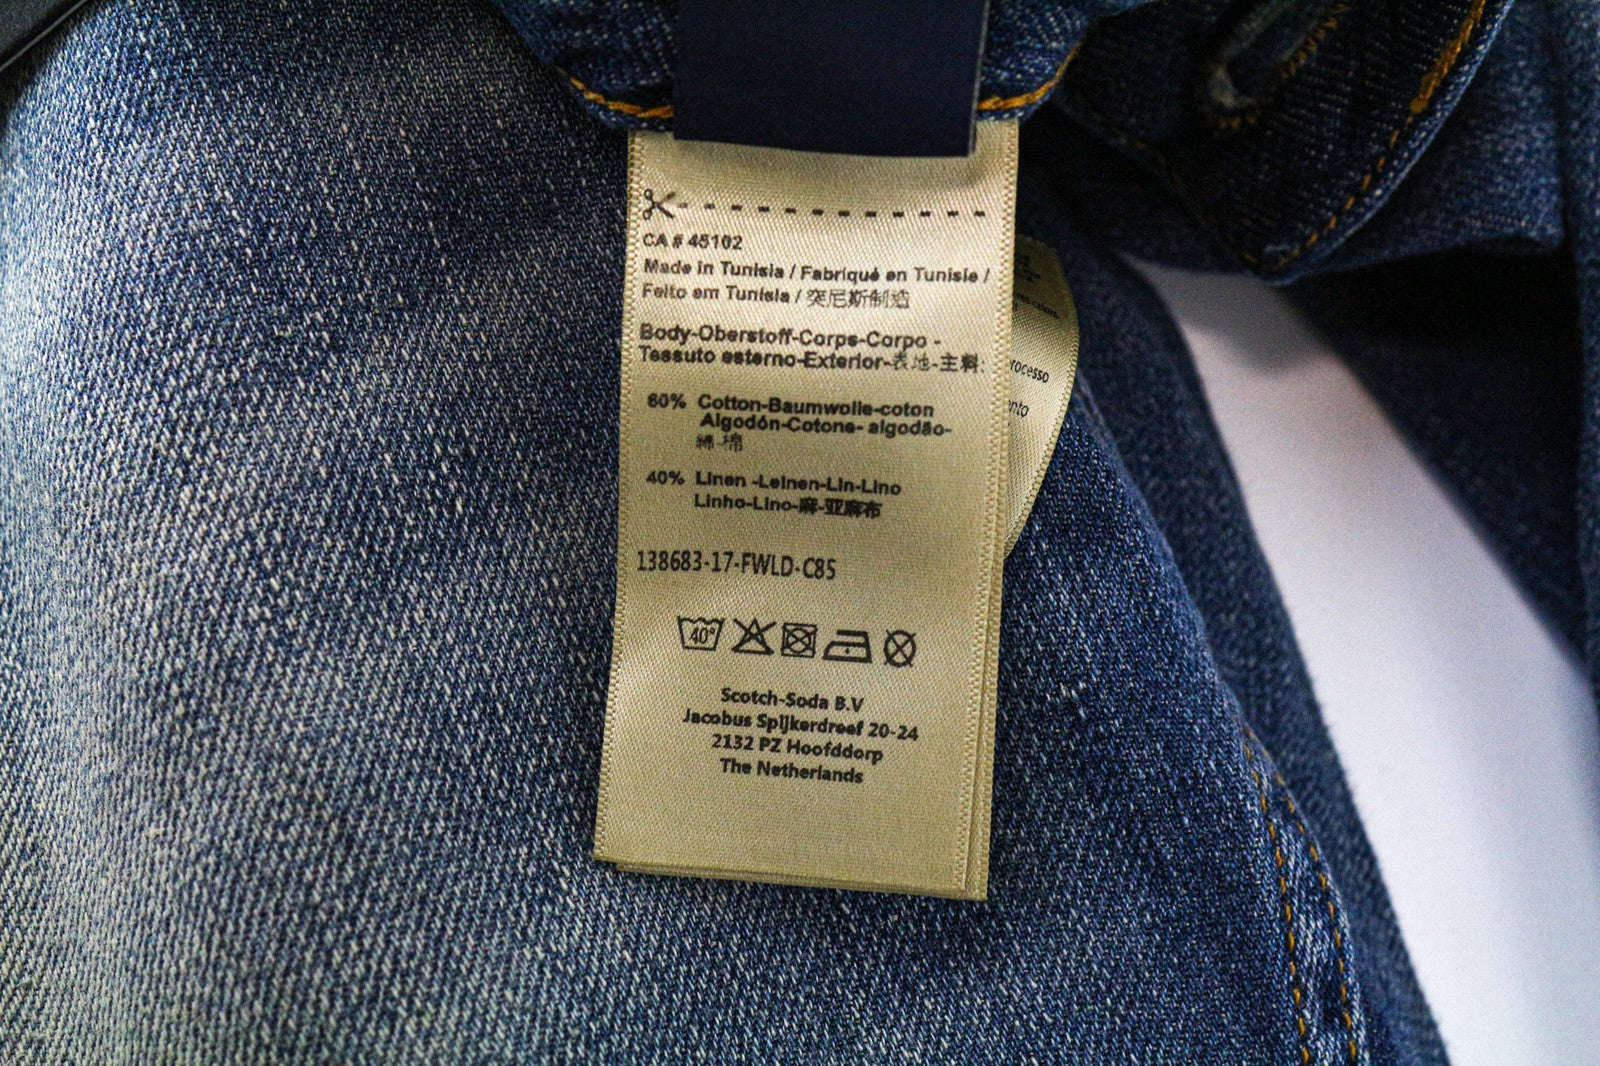 CA # 45102
Made in Tunisia / Fabriqué en Tunisie /
Feito em Tunisia / 突尼斯制造
Body-Oberstoff-Corps-Corpo -
Tessuto esterno-Exterior-表地-主料:
60% Cotton-Baumwolle-coton
Algodón-Cotone- algodão-
綿-棉
40% Linen -Leinen-Lin-Lino
Linho-Lino-麻-亚麻布
138683-17-FWLD-C85
40°
Scotch-Soda B.V
Jacobus Spijkerdreef 20-24
2132 PZ Hoofddorp
The Netherlands
rocesso
nto